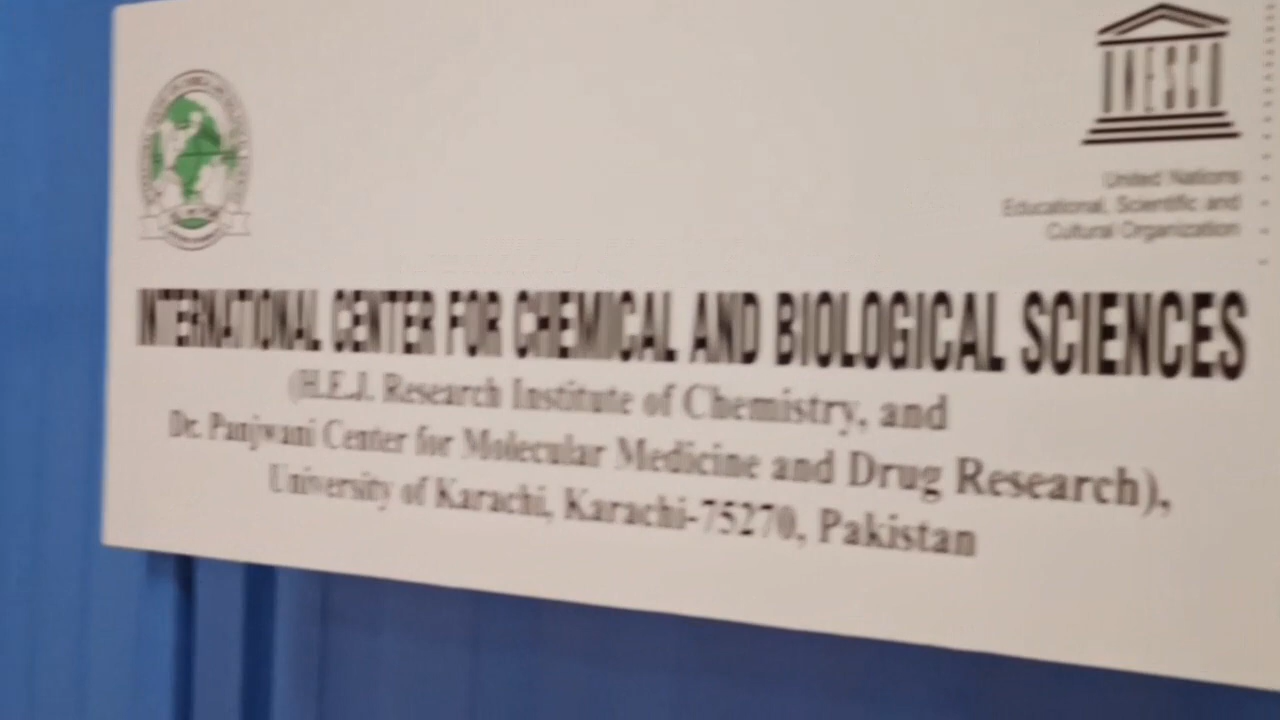 UNESCO
United Nations
Educational, Scientific and
Cultural Organization
INTERNATIONAL CENTER FOR CHEMICAL AND BIOLOGICAL SCIENCES
(H.E.J. Research Institute of Chemistry, and
Dr. Panjwani Center for Molecular Medicine and Drug Research),
University of Karachi, Karachi-75270, Pakistan